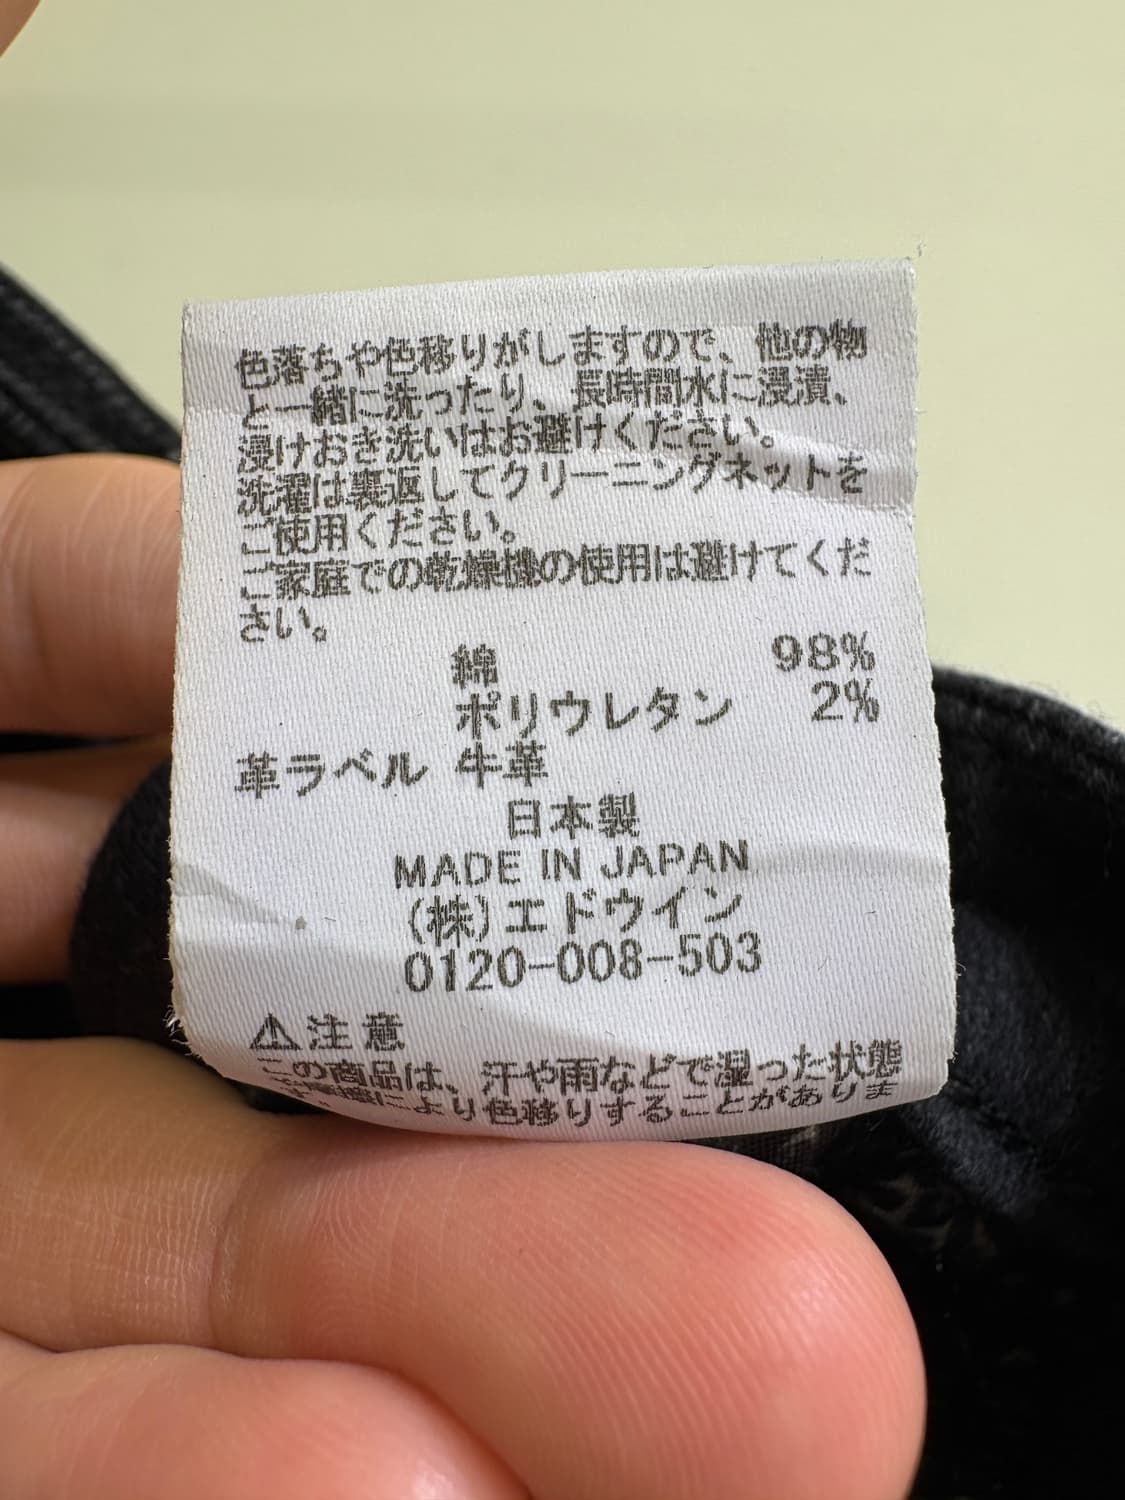 色落ちや色移りがしますので、他の物
と一緒に洗ったり、長時間水に浸漬、
浸けおき洗いはお避けください。
洗濯は裏返してクリーニングネットを
ご使用ください。
ご家庭での乾燥機の使用は避けてくだ
さい。
綿 98%
ポリウレタン 2%
革ラベル 牛革
日本製
MADE IN JAPAN
(株)エドウイン
0120-008-503
⚠注意
この商品は、汗や雨などで湿った状態
や摩擦により色移りすることがありま